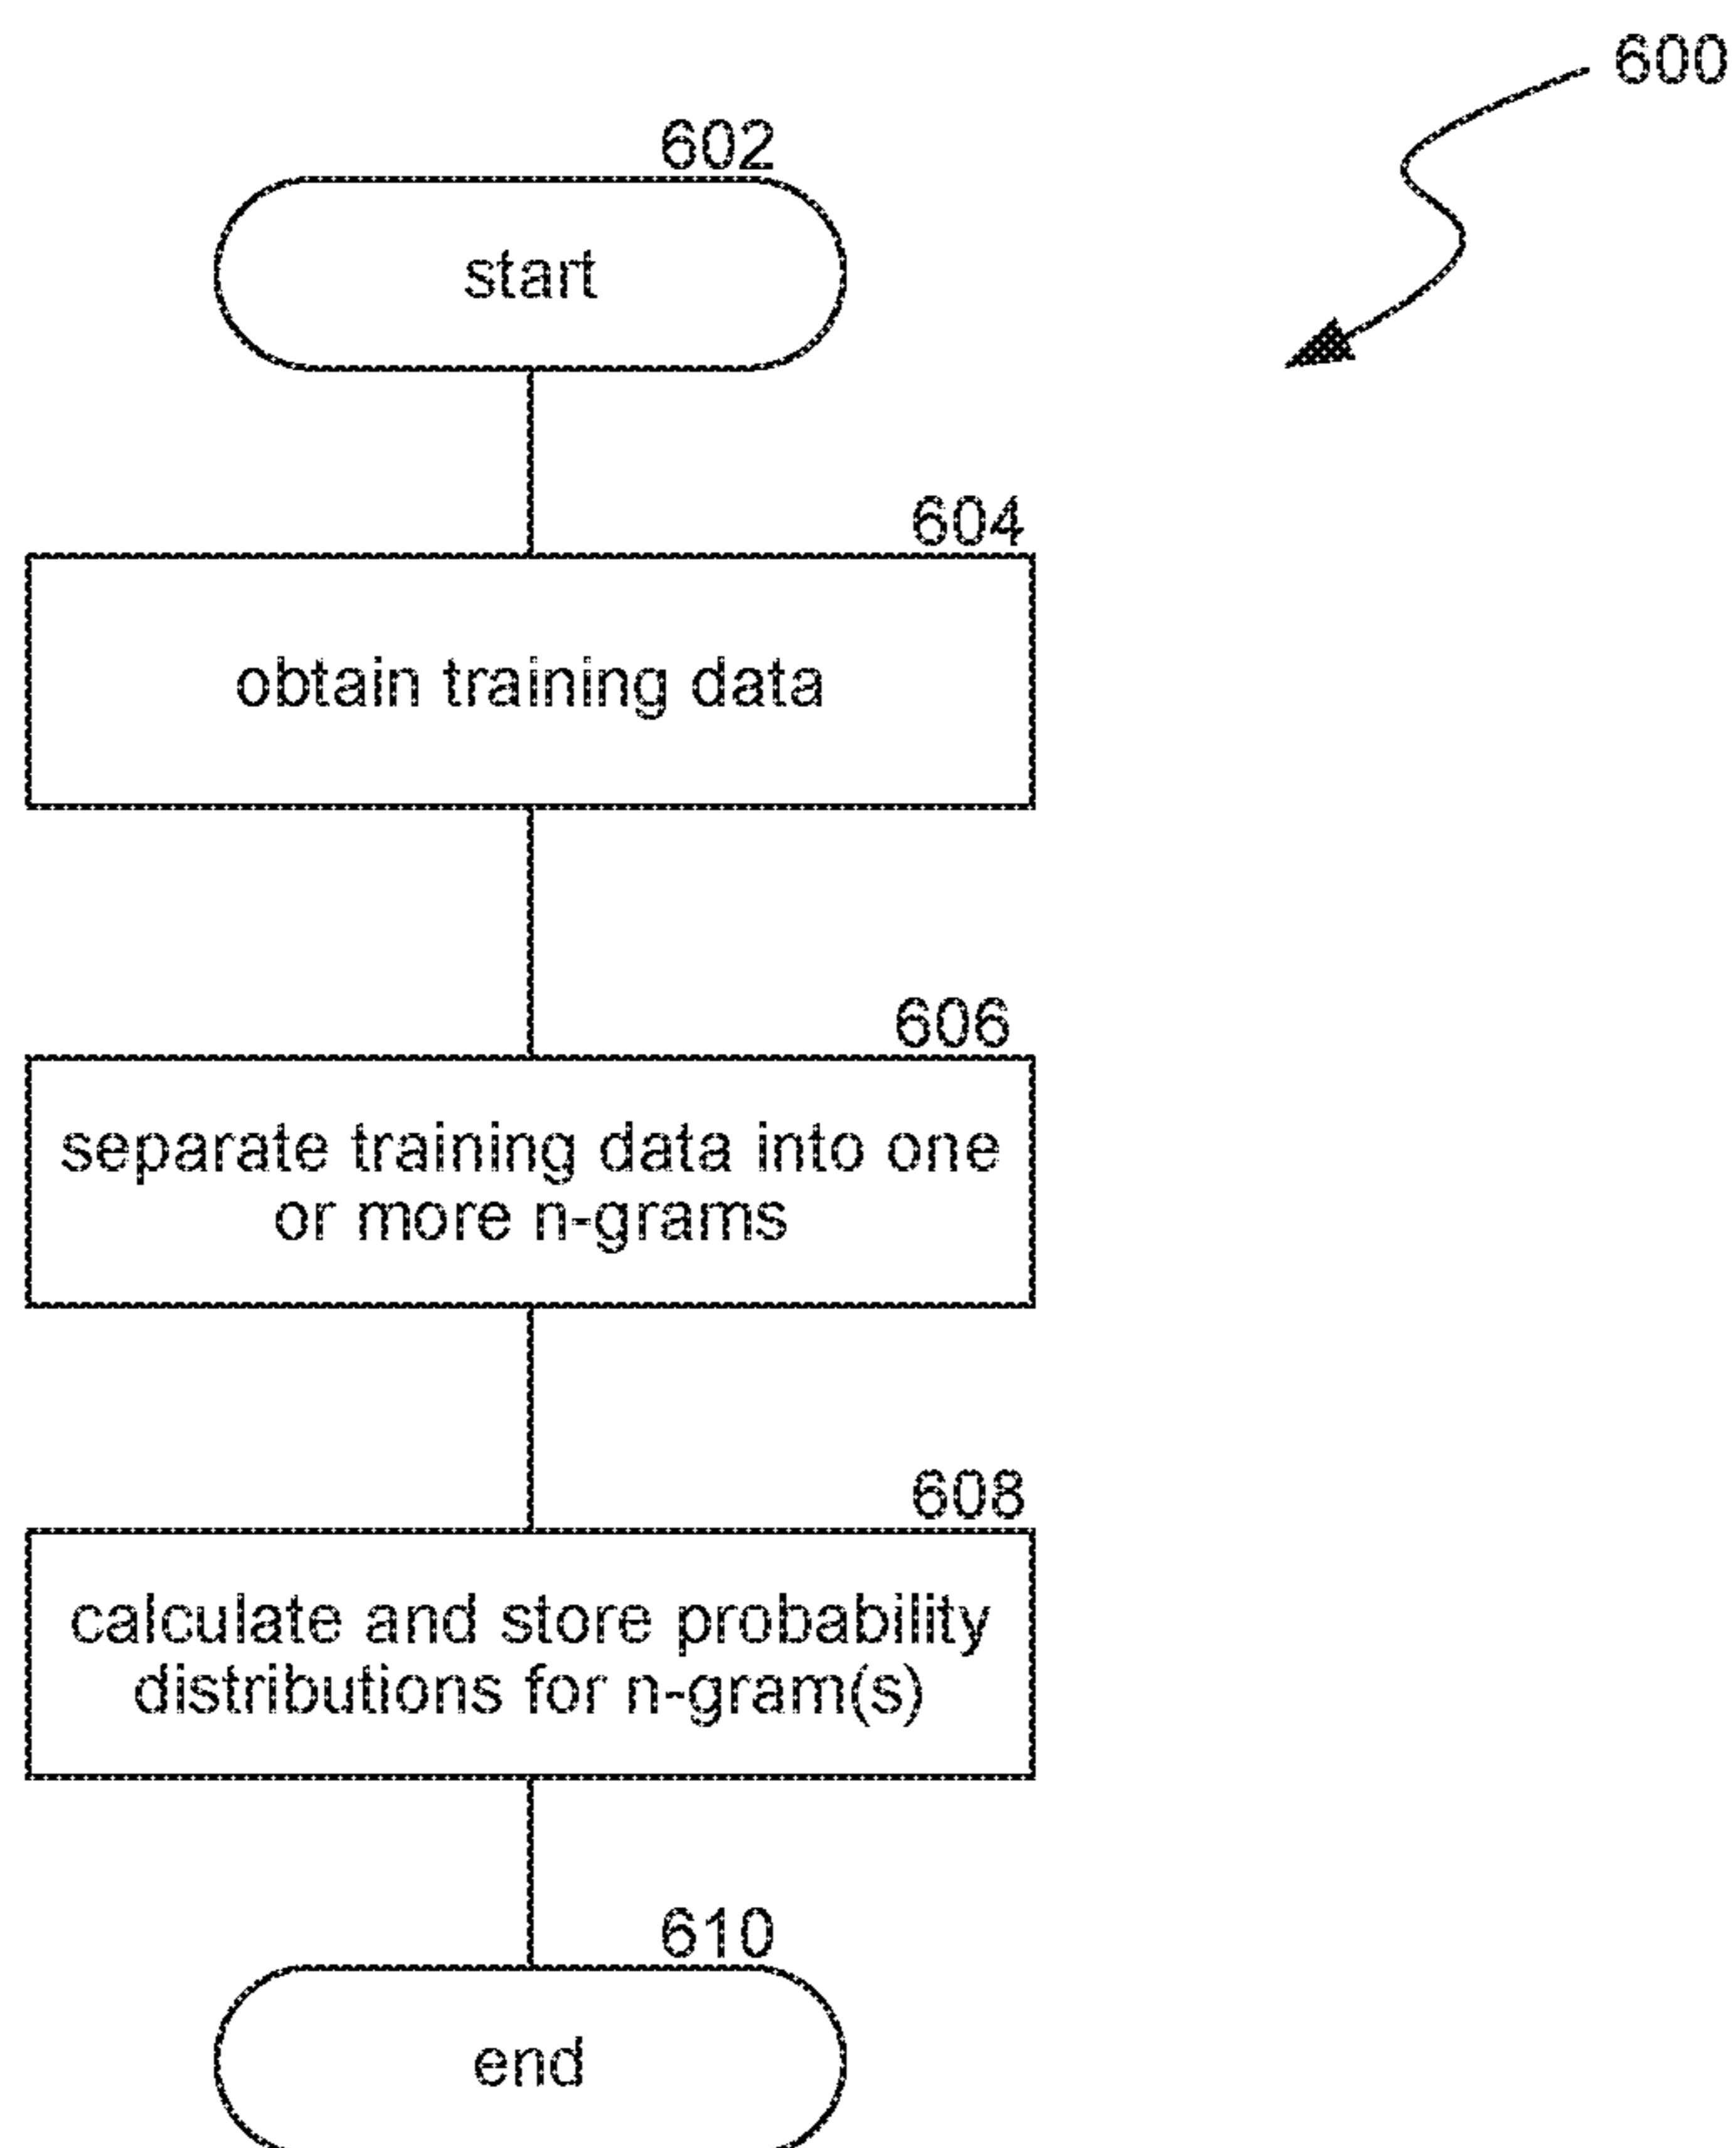 600
602
start
604
obtain training data
606
separate training data into one
or more n-grams
608
calculate and store probability
distributions for n-gram(s)
610
end